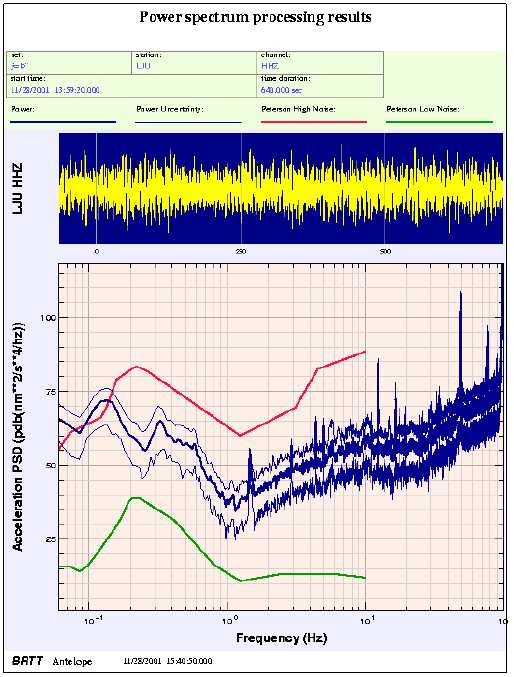 Power spectrum processing results
set: station: channel:
LJU HHZ
start time: time duration:
11/28/2001 13:59:20.000 640.000 sec
Power: Power Uncertainty: Peterson High Noise: Peterson Low Noise:
LJU HHZ
0 250 500
100
75
50
25
Acceleration PSD (pdb(nm**2/s**4/hz))
10⁻¹ 10⁰ 10¹ 10
Frequency (Hz)
BRTT Antelope 11/28/2001 15:40:50.000